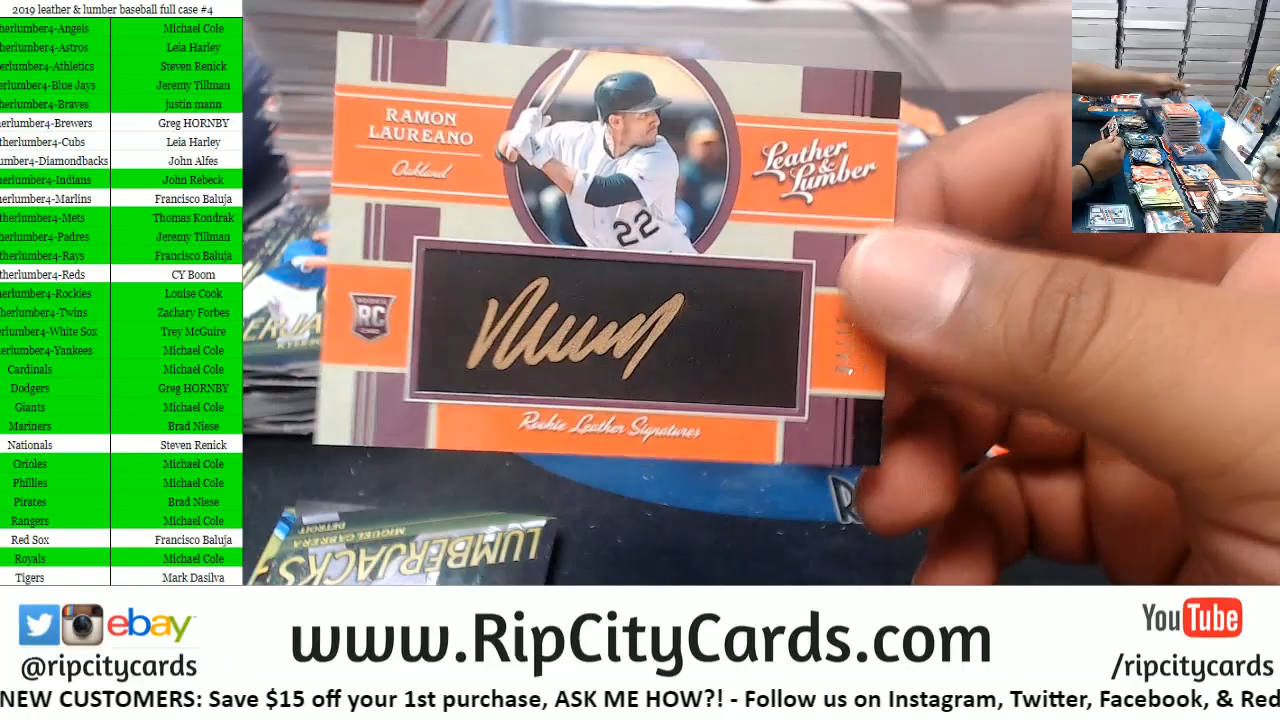 2019 leather & lumber baseball full case #4
herlumber4-Angels Michael Cole
therlumber4-Astros Leia Harley
herlumber4-Athletics Steven Renick
erlumber4-Blue Jays Jeremy Tillman
herlumber4-Braves justin mann
herlumber4-Brewers Greg HORNBY
therlumber4-Cubs Leia Harley
umber4-Diamondbacks John Alfes
herlumber4-Indians John Rebeck
herlumber4-Marlins Francisco Baluja
therlumber4-Mets Thomas Kondrak
herlumber4-Padres Jeremy Tillman
therlumber4-Rays Francisco Baluja
therlumber4-Reds CY Boom
herlumber4-Rockies Louise Cook
therlumber4-Twins Zachary Forbes
erlumber4-White Sox Trey McGuire
herlumber4-Yankees Michael Cole
Cardinals Michael Cole
Dodgers Greg HORNBY
Giants Michael Cole
Mariners Brad Niese
Nationals Steven Renick
Orioles Michael Cole
Phillies Michael Cole
Pirates Brad Niese
Rangers Michael Cole
Red Sox Francisco Baluja
Royals Michael Cole
Tigers Mark Dasilva
RAMON
LAUREANO
Oakland
Leather
&
Lumber
22
ROOKIE
RC
Rookie Leather Signatures
LUMBERJACKS
MIGUEL CABRERA
DETROIT
ebay
@ripcitycards
www.RipCityCards.com
YouTube
/ripcitycards
NEW CUSTOMERS: Save $15 off your 1st purchase, ASK ME HOW?! - Follow us on Instagram, Twitter, Facebook, & Red